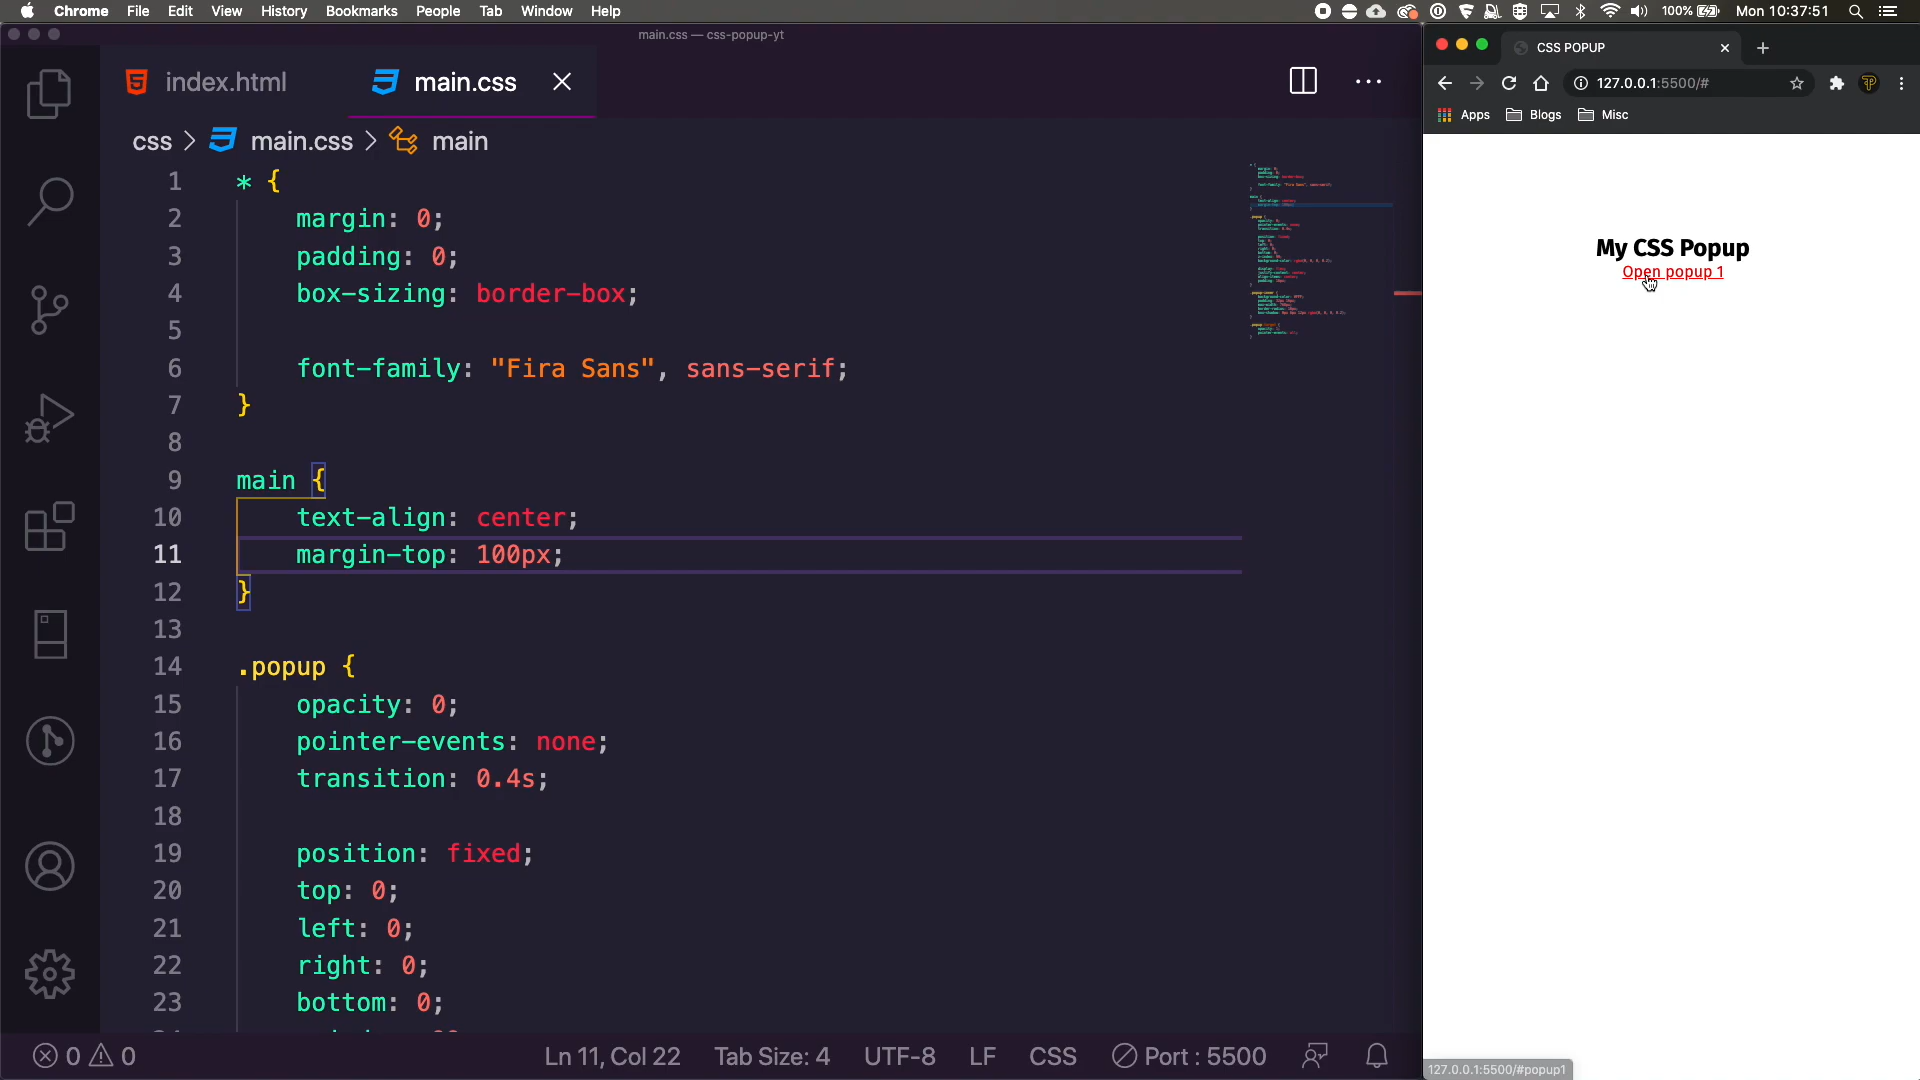 Chrome File Edit View History Bookmarks People Tab Window Help 100% Mon 10:37:51
main.css — css-popup-yt
index.html main.css
css > main.css > main
1 * {
2 margin: 0;
3 padding: 0;
4 box-sizing: border-box;
5
6 font-family: "Fira Sans", sans-serif;
7 }
8
9 main {
10 text-align: center;
11 margin-top: 100px;
12 }
13
14 .popup {
15 opacity: 0;
16 pointer-events: none;
17 transition: 0.4s;
18
19 position: fixed;
20 top: 0;
21 left: 0;
22 right: 0;
23 bottom: 0;
0 0 Ln 11, Col 22 Tab Size: 4 UTF-8 LF CSS Port : 5500
CSS POPUP
127.0.0.1:5500/#
Apps Blogs Misc
My CSS Popup
Open popup 1
127.0.0.1:5500/#popup1